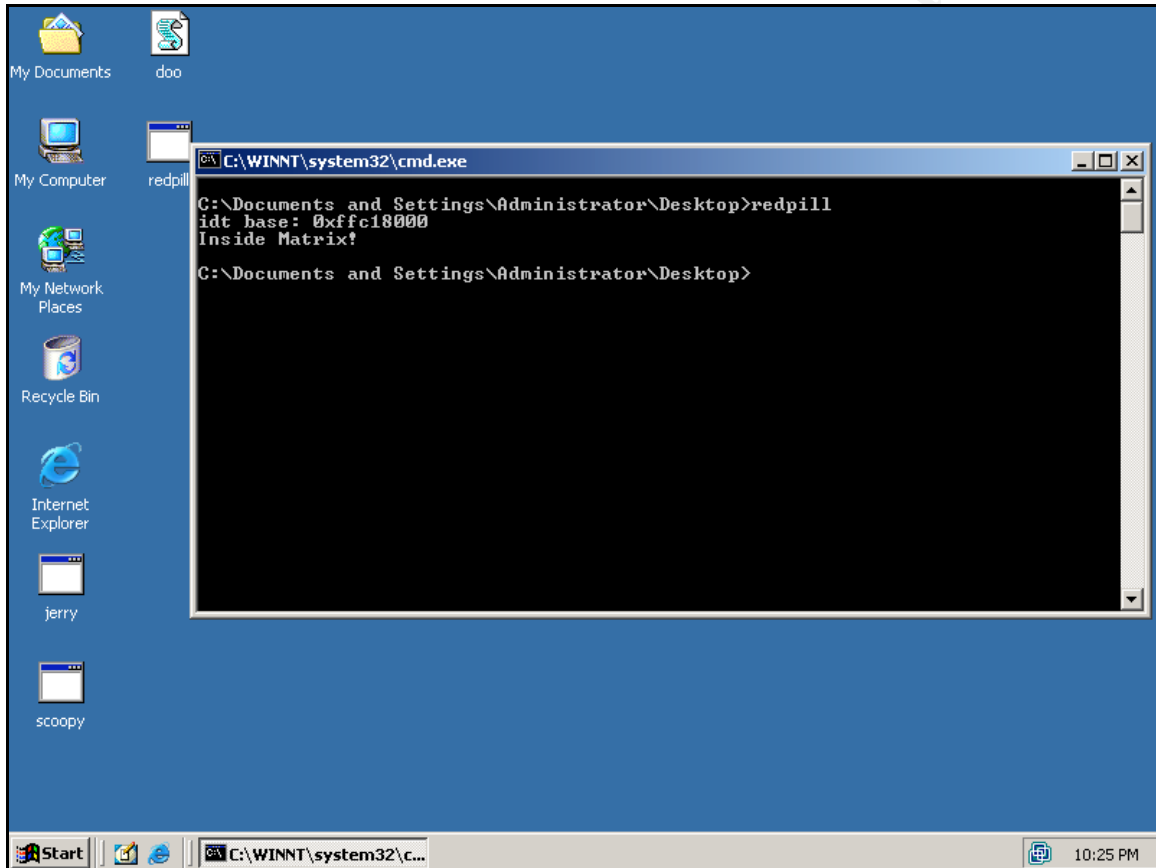 My Documents
doo
My Computer
redpill
My Network
Places
Recycle Bin
Internet
Explorer
jerry
scoopy
C:\WINNT\system32\cmd.exe
C:\Documents and Settings\Administrator\Desktop>redpill
idt base: 0xffc18000
Inside Matrix!
C:\Documents and Settings\Administrator\Desktop>
Start
C:\WINNT\system32\c...
10:25 PM